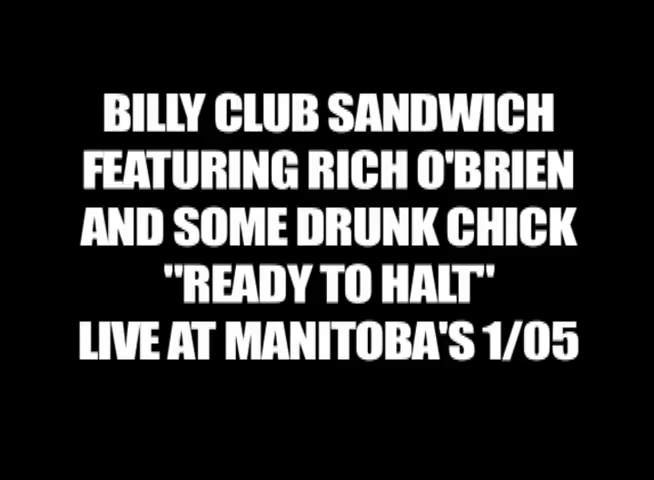 BILLY CLUB SANDWICH
FEATURING RICH O'BRIEN
AND SOME DRUNK CHICK
"READY TO HALT"
LIVE AT MANITOBA'S 1/05